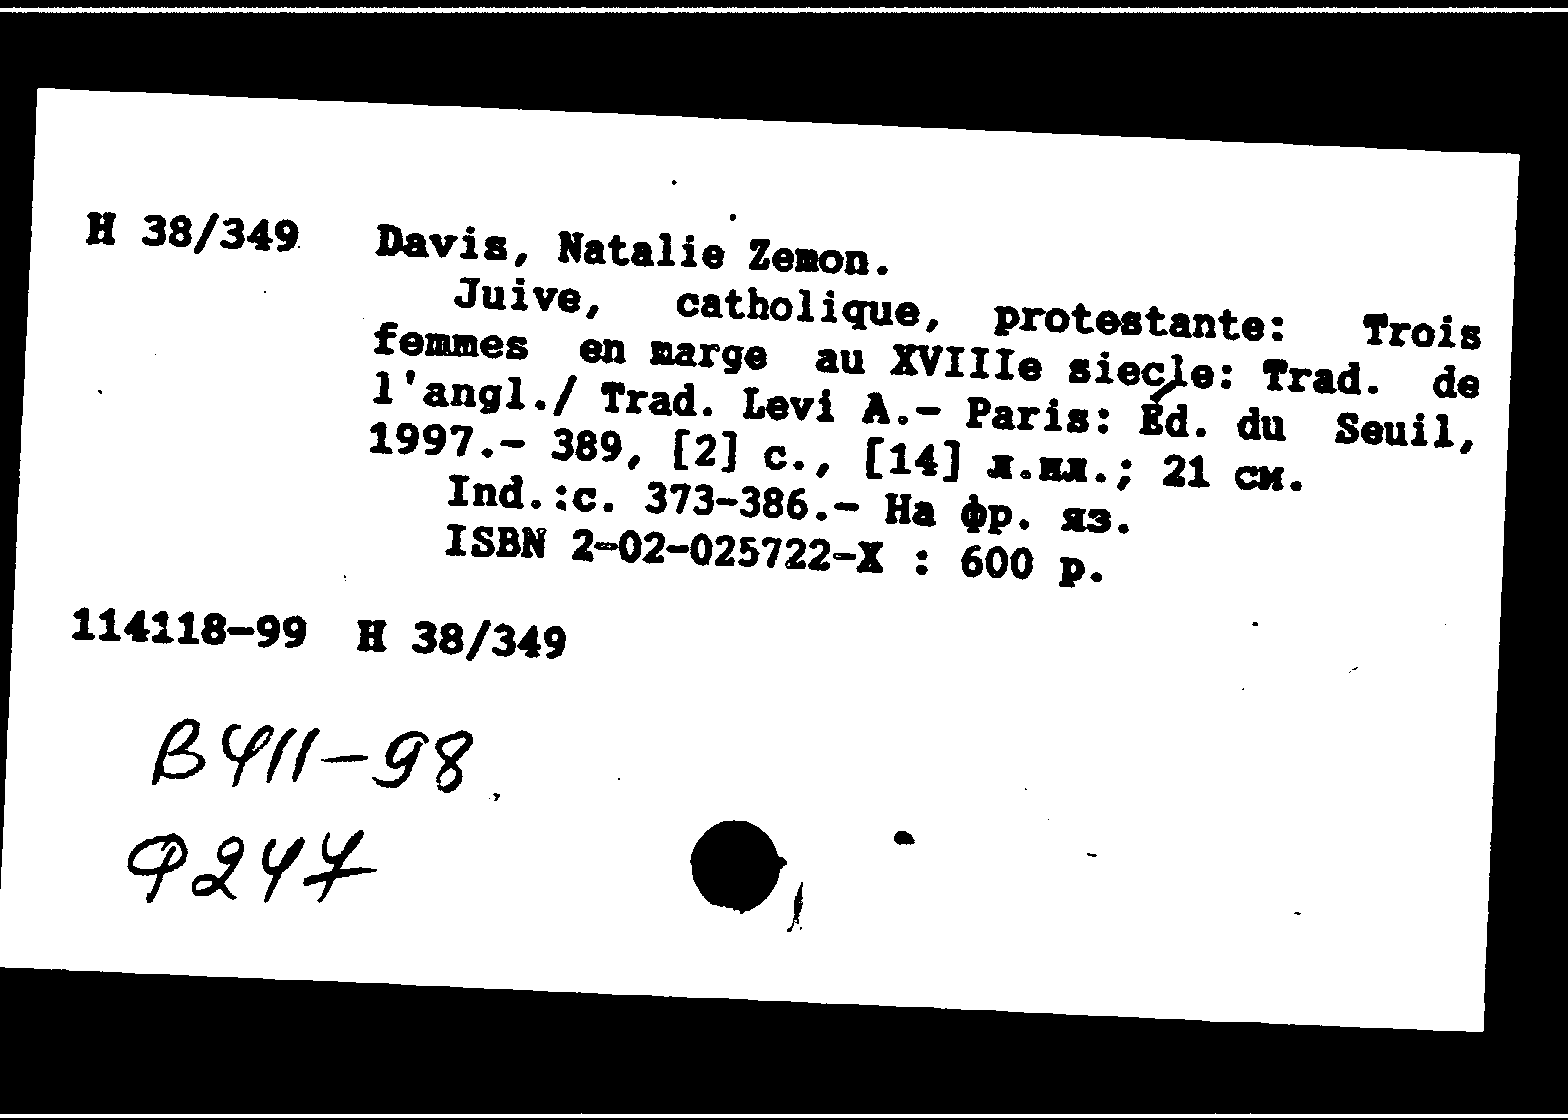 H 38/349 Davis, Natalie Zemon.
Juive, catholique, protestante: Trois
femmes en marge au XVIIIe siecle: Trad. de
l'angl./ Trad. Levi A.- Paris: Éd. du Seuil,
1997.- 389, [2] с., [14] л.ил.; 21 см.
Ind.:с. 373-386.- На фр. яз.
ISBN 2-02-025722-X : 600 р.
114118-99 H 38/349
В411-98
Ф247